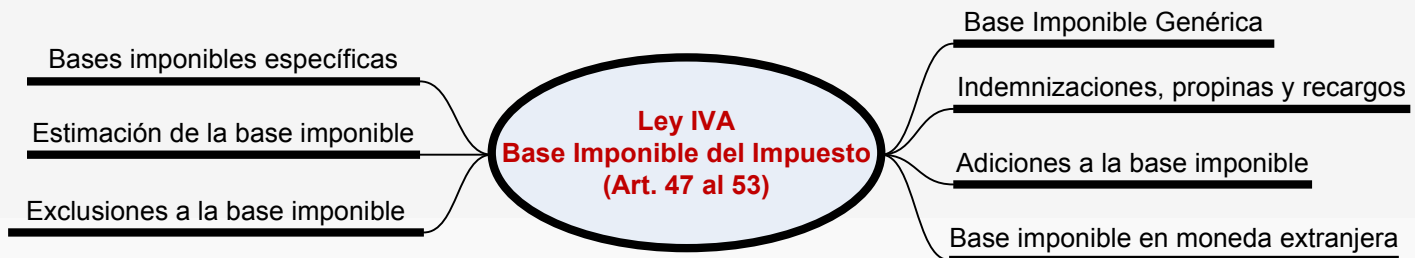 Ley IVA
Base Imponible del Impuesto
(Art. 47 al 53)
Base Imponible Genérica
Indemnizaciones, propinas y recargos
Adiciones a la base imponible
Base imponible en moneda extranjera
Bases imponibles específicas
Estimación de la base imponible
Exclusiones a la base imponible